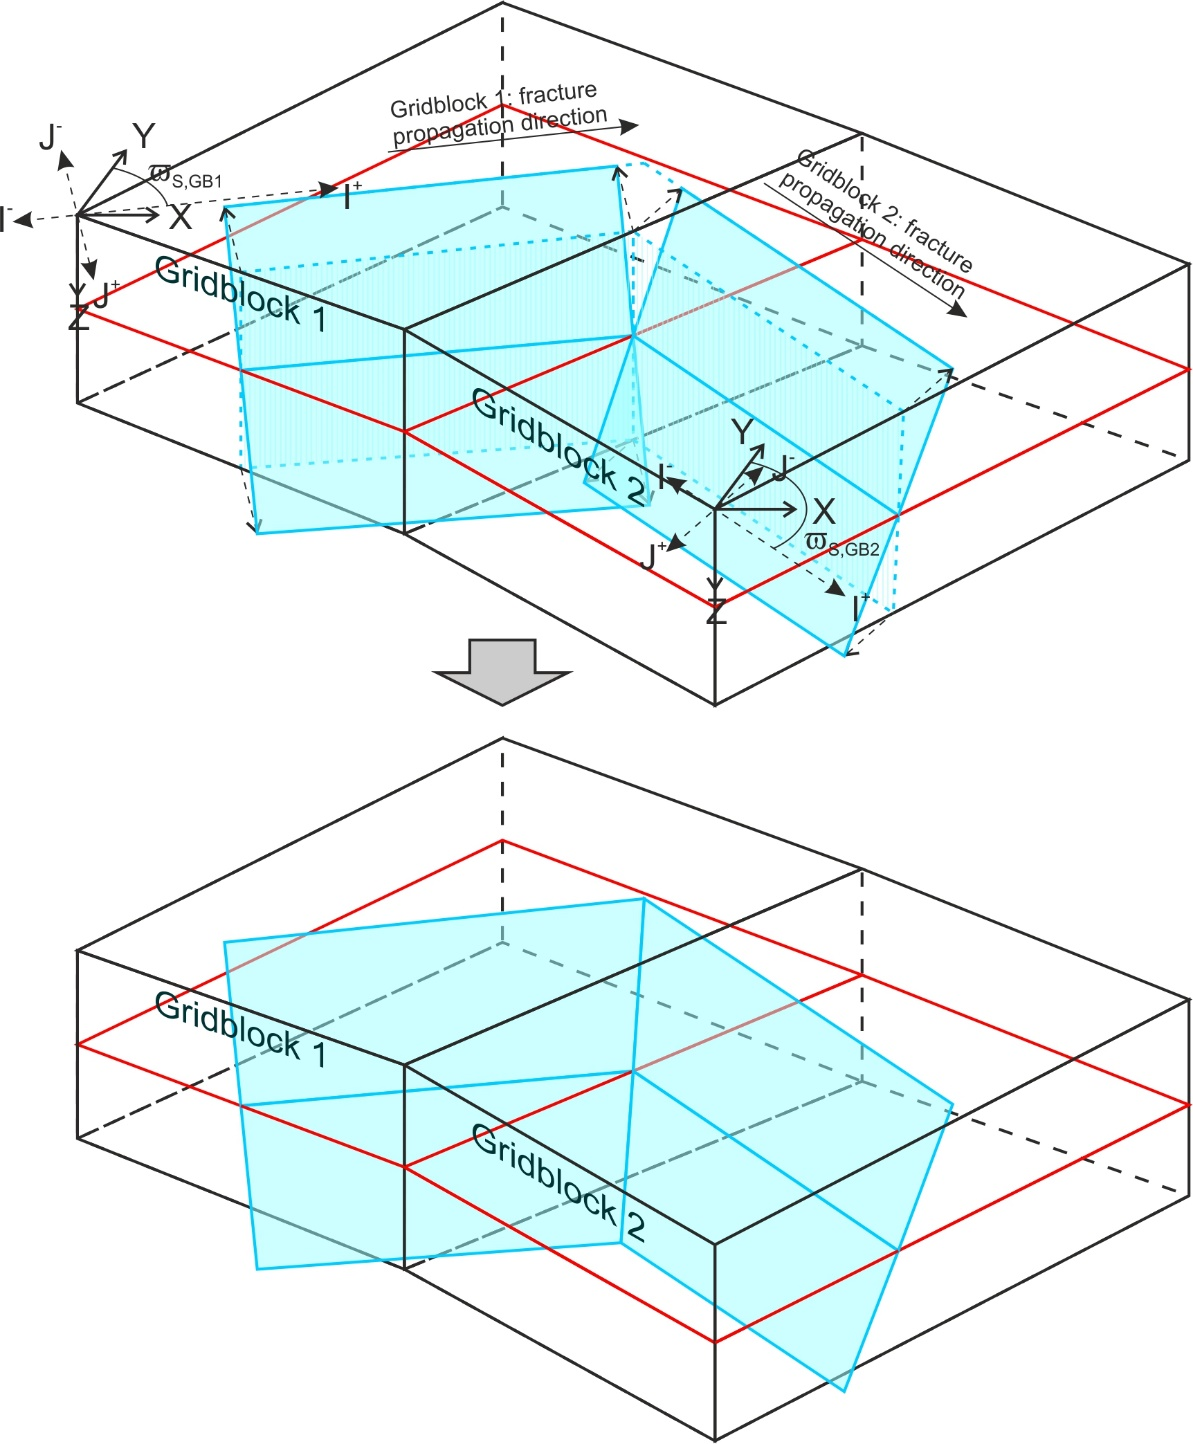 Gridblock 1: fracture
propagation direction
J-
Y
ϖS,GB1
I-
X
I+
J+
Z
Gridblock 1
Gridblock 2: fracture
propagation direction
Gridblock 2
Y
I-
J-
X
ϖS,GB2
J+
I+
Z
Gridblock 1
Gridblock 2